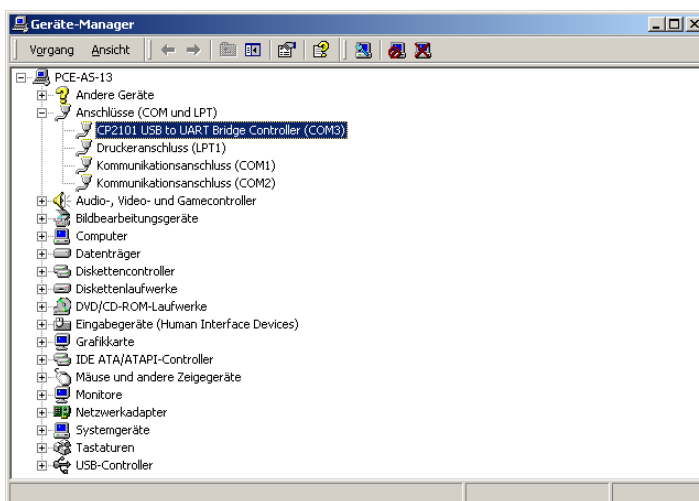 Geräte-Manager
Vorgang Ansicht
PCE-AS-13
Andere Geräte
Anschlüsse (COM und LPT)
CP2101 USB to UART Bridge Controller (COM3)
Druckeranschluss (LPT1)
Kommunikationsanschluss (COM1)
Kommunikationsanschluss (COM2)
Audio-, Video- und Gamecontroller
Bildbearbeitungsgeräte
Computer
Datenträger
Diskettencontroller
Diskettenlaufwerke
DVD/CD-ROM-Laufwerke
Eingabegeräte (Human Interface Devices)
Grafikkarte
IDE ATA/ATAPI-Controller
Mäuse und andere Zeigegeräte
Monitore
Netzwerkadapter
Systemgeräte
Tastaturen
USB-Controller